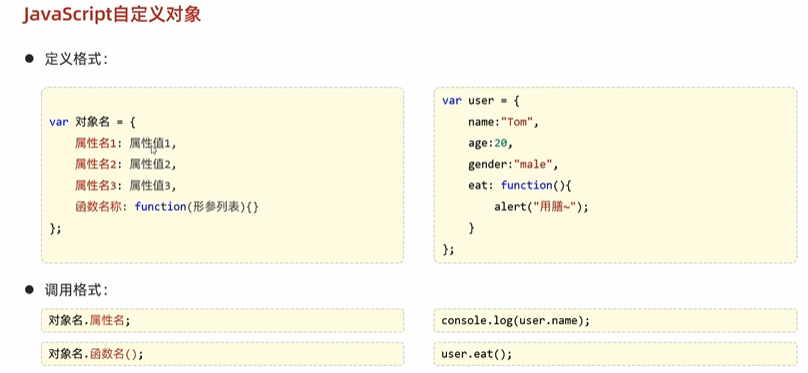 JavaScript自定义对象
● 定义格式：
var 对象名 = {
属性名1: 属性值1,
属性名2: 属性值2,
属性名3: 属性值3,
函数名称: function(形参列表){}
};
var user = {
name:"Tom",
age:20,
gender:"male",
eat: function(){
alert("用膳~");
}
};
● 调用格式：
对象名.属性名;
console.log(user.name);
对象名.函数名();
user.eat();